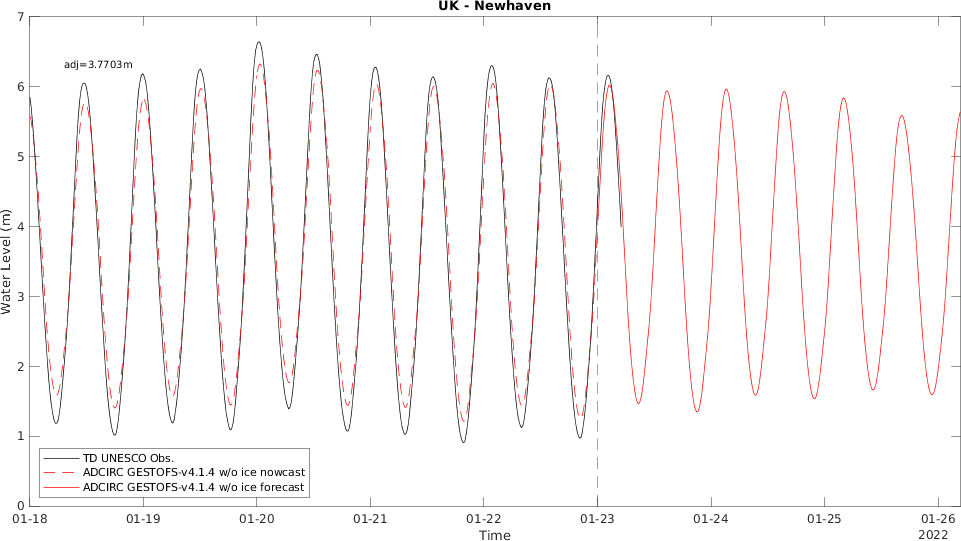 UK - Newhaven
7
adj=3.7703m
6
5
4
3
2
1
0
Water Level (m)
TD UNESCO Obs.
ADCIRC GESTOFS-v4.1.4 w/o ice nowcast
ADCIRC GESTOFS-v4.1.4 w/o ice forecast
01-18 01-19 01-20 01-21 01-22 01-23 01-24 01-25 01-26
Time 2022